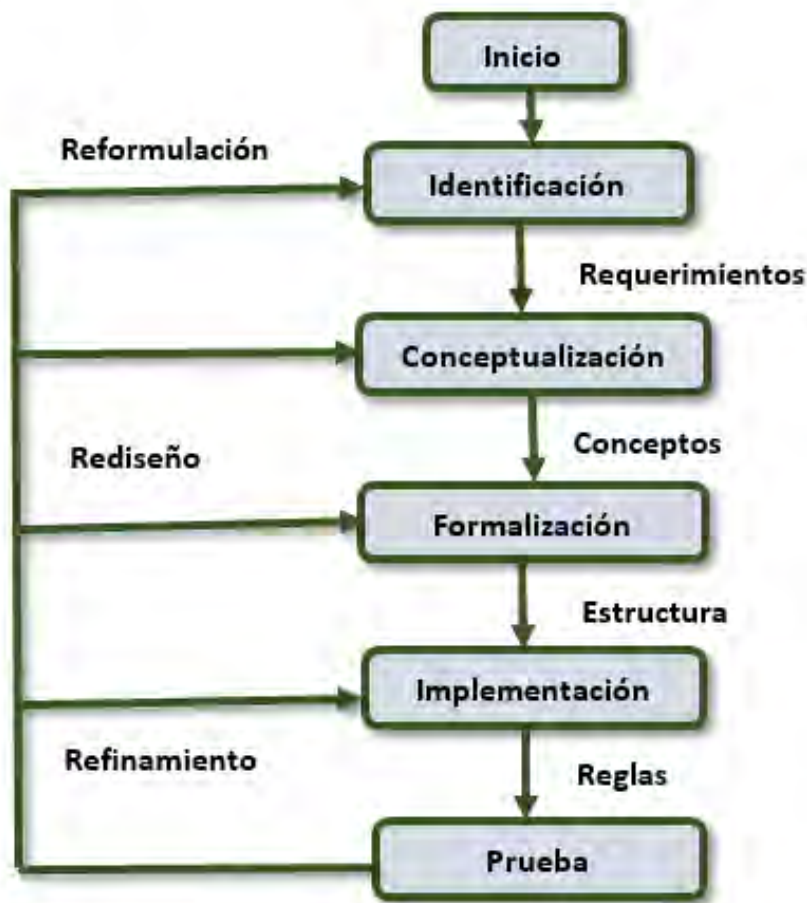 Inicio
Reformulación
Identificación
Requerimientos
Conceptualización
Conceptos
Rediseño
Formalización
Estructura
Implementación
Refinamiento
Reglas
Prueba